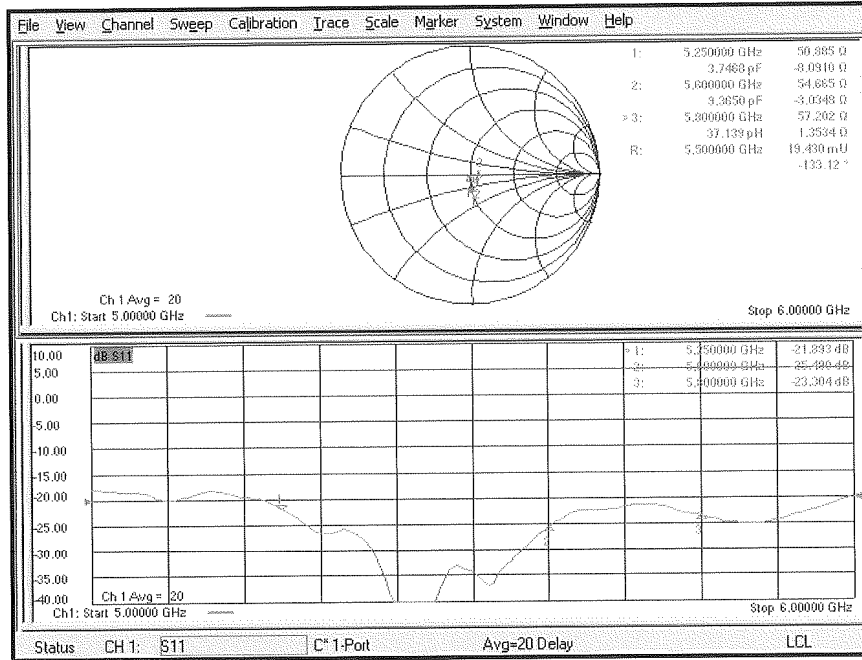 File View Channel Sweep Calibration Trace Scale Marker System Window Help
1: 5.250000 GHz 50.885 Ω
3.7468 pF -8.0910 Ω
2: 5.600000 GHz 54.665 Ω
9.3650 pF -3.0348 Ω
> 3: 5.800000 GHz 57.202 Ω
37.139 pH 1.3534 Ω
R: 5.500000 GHz 19.430 mU
-133.12 °
Ch 1 Avg = 20
Ch1: Start 5.00000 GHz
Stop 6.00000 GHz
10.00
dB S11
> 1: 5.250000 GHz -21.893 dB
5.00
2: GHz dB
3: GHz -23.304 dB
0.00
-5.00
-10.00
-15.00
-20.00
1
-25.00
2
3
-30.00
-35.00
-40.00
Ch 1 Avg = 20
Ch1: Start 5.00000 GHz
Stop 6.00000 GHz
Status CH 1: S11 C* 1-Port Avg=20 Delay LCL